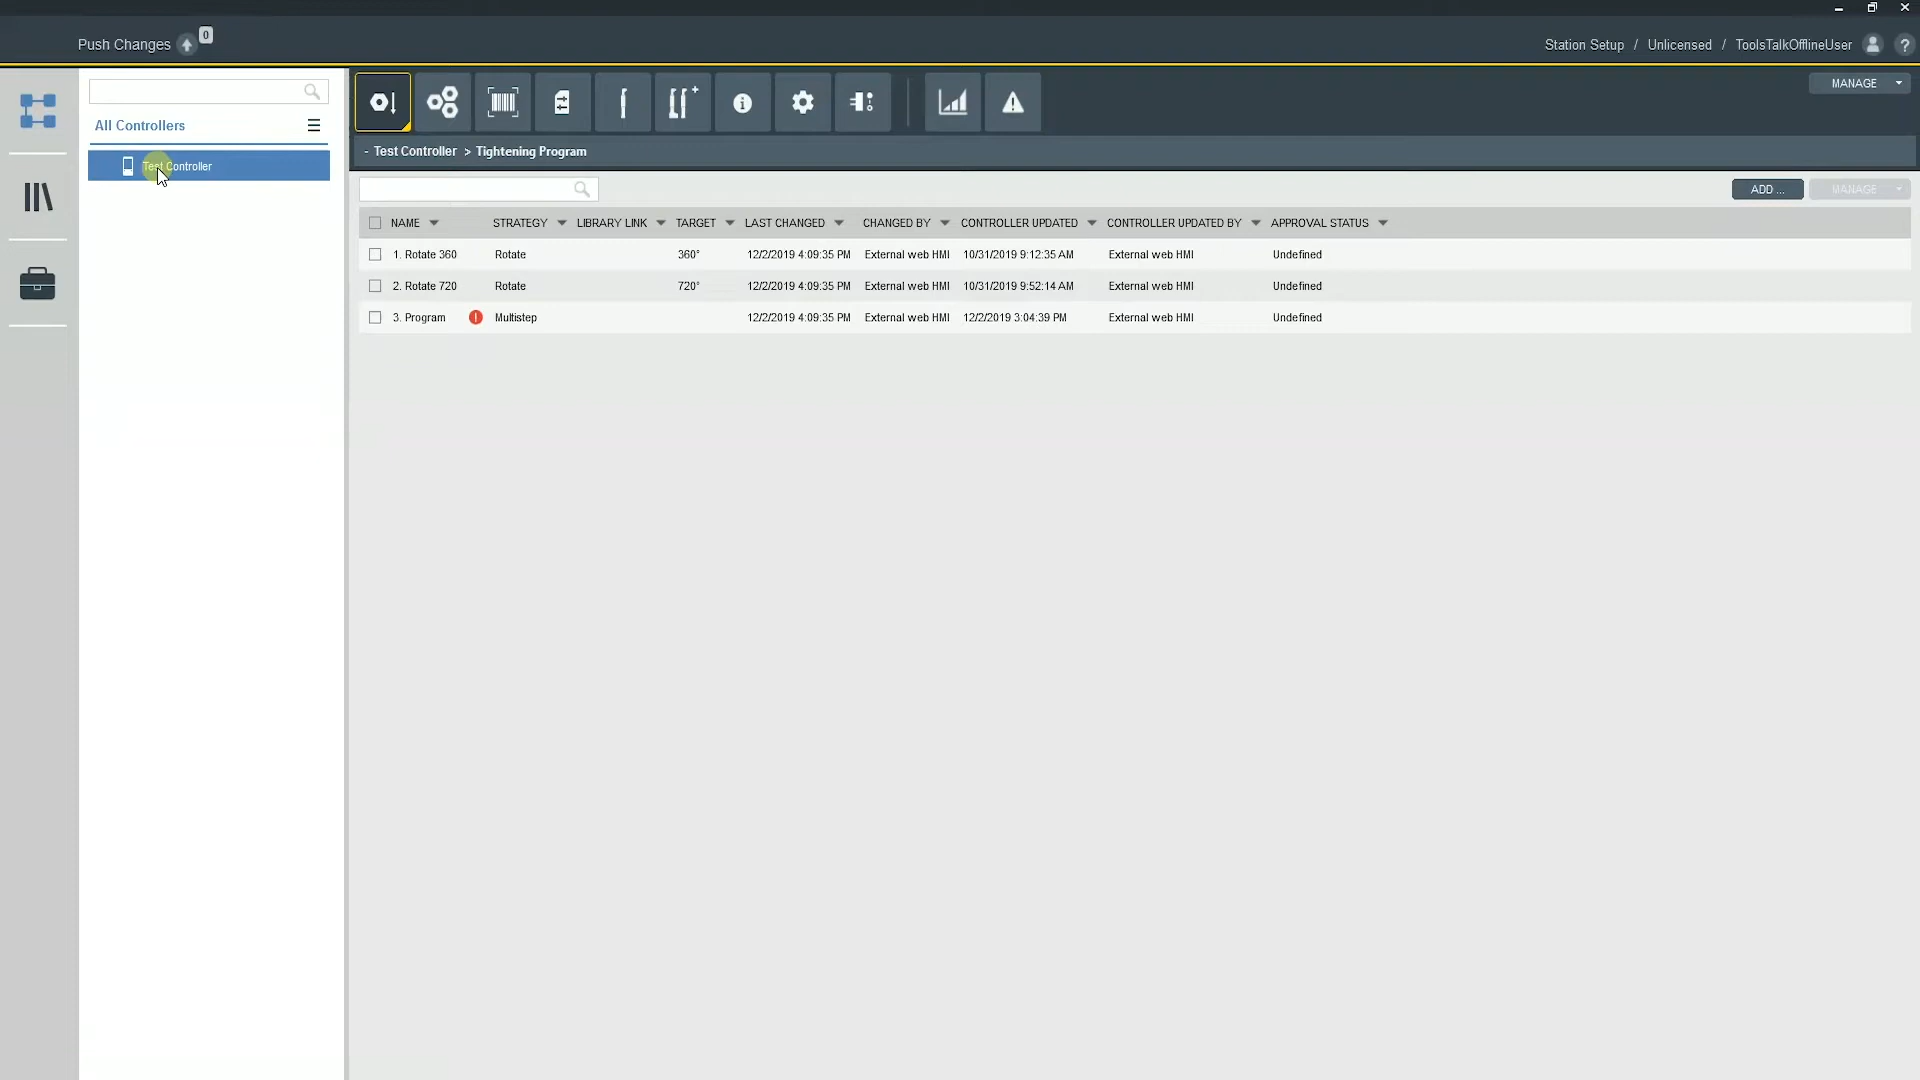 Push Changes 0
Station Setup / Unlicensed / ToolsTalkOfflineUser ?
MANAGE
All Controllers
Test Controller
- Test Controller > Tightening Program
ADD ... MANAGE
NAME STRATEGY LIBRARY LINK TARGET LAST CHANGED CHANGED BY CONTROLLER UPDATED CONTROLLER UPDATED BY APPROVAL STATUS
1. Rotate 360 Rotate 360° 12/2/2019 4:09:35 PM External web HMI 10/31/2019 9:12:35 AM External web HMI Undefined
2. Rotate 720 Rotate 720° 12/2/2019 4:09:35 PM External web HMI 10/31/2019 9:52:14 AM External web HMI Undefined
3. Program Multistep 12/2/2019 4:09:35 PM External web HMI 12/2/2019 3:04:39 PM External web HMI Undefined